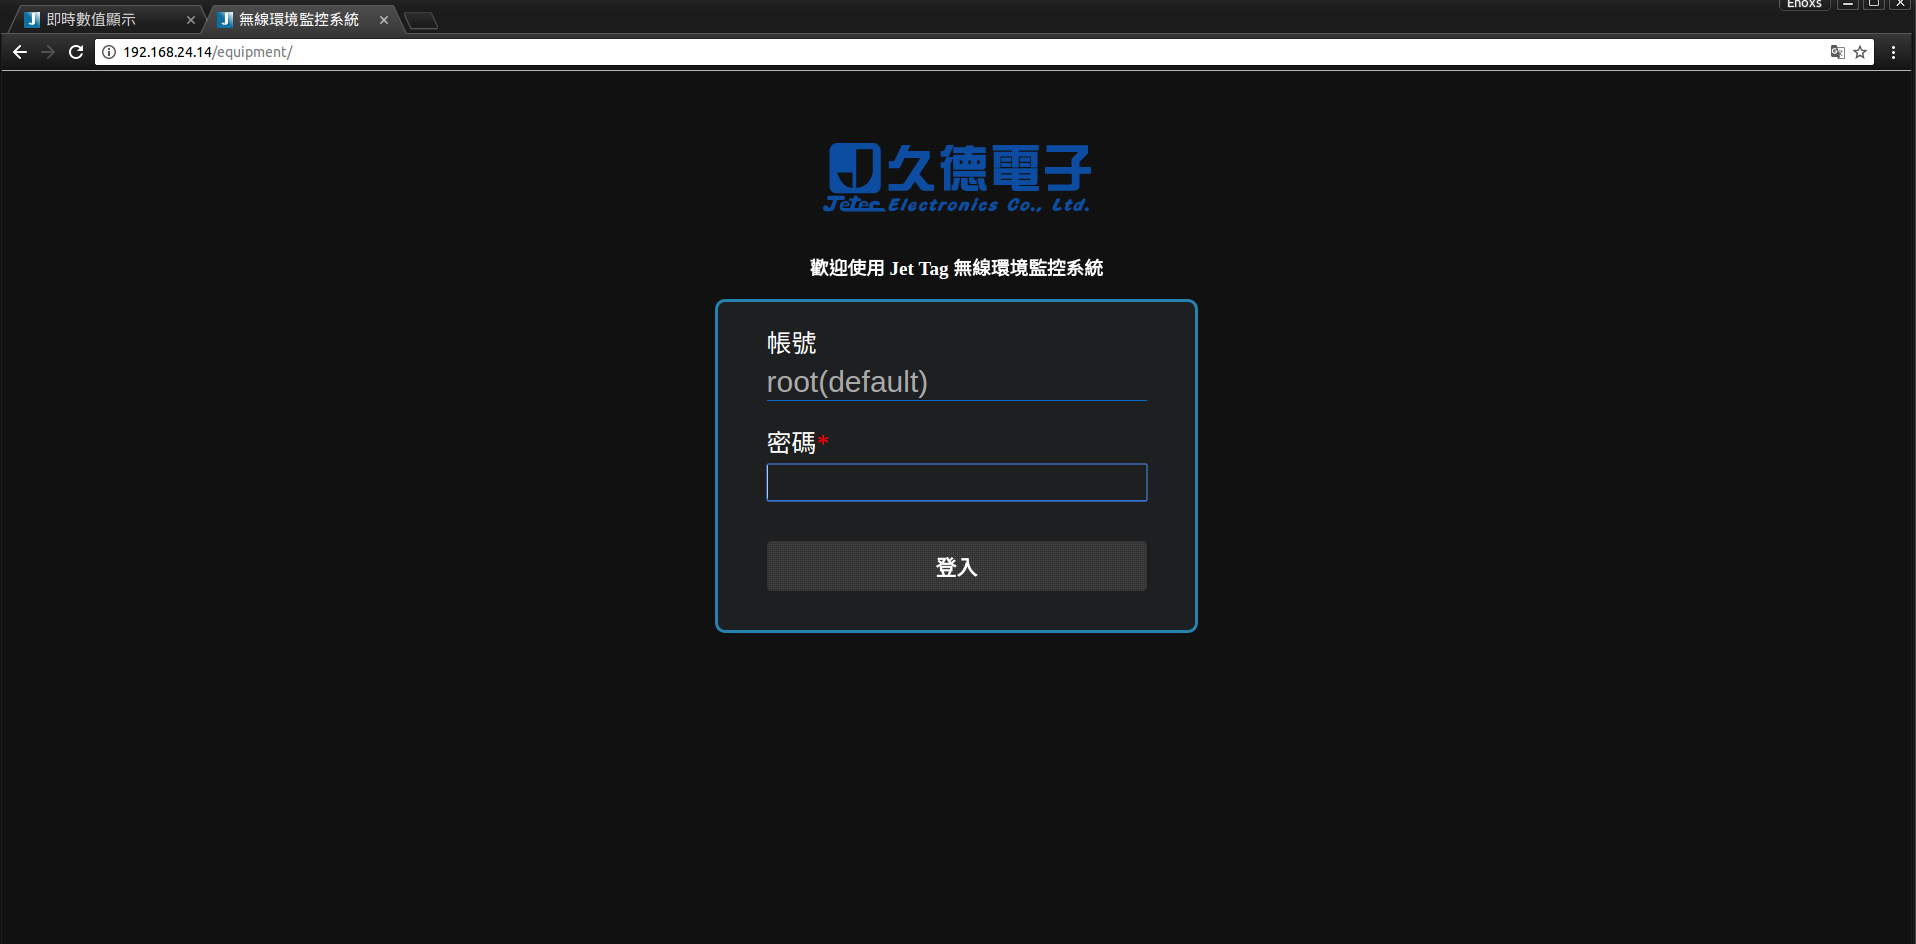 Enoxs
即時數值顯示
無線環境監控系統
192.168.24.14/equipment/
久德電子
Jetec Electronics Co., Ltd.
歡迎使用 Jet Tag 無線環境監控系統
帳號
root(default)
密碼*
登入